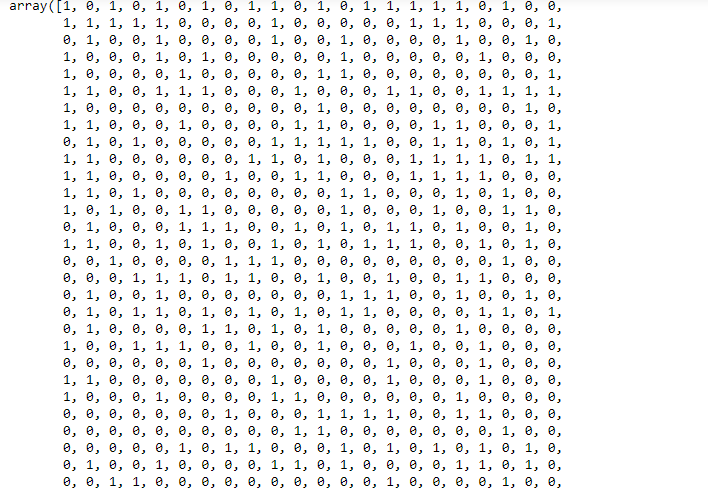 array([1, 0, 1, 0, 1, 0, 1, 0, 1, 1, 0, 1, 0, 1, 1, 1, 1, 1, 0, 1, 0, 0,
1, 1, 1, 1, 1, 0, 0, 0, 0, 1, 0, 0, 0, 0, 0, 1, 1, 1, 0, 0, 0, 1,
0, 1, 0, 0, 1, 0, 0, 0, 0, 1, 0, 0, 1, 0, 0, 0, 0, 1, 0, 0, 1, 0,
1, 0, 0, 0, 1, 0, 1, 0, 0, 0, 0, 0, 1, 0, 0, 0, 0, 0, 1, 0, 0, 0,
1, 0, 0, 0, 0, 1, 0, 0, 0, 0, 0, 1, 1, 0, 0, 0, 0, 0, 0, 0, 0, 1,
1, 1, 0, 0, 1, 1, 1, 0, 0, 0, 1, 0, 0, 0, 1, 1, 0, 0, 1, 1, 1, 1,
1, 0, 0, 0, 0, 0, 0, 0, 0, 0, 0, 1, 0, 0, 0, 0, 0, 0, 0, 0, 1, 0,
1, 1, 0, 0, 0, 1, 0, 0, 0, 0, 1, 1, 0, 0, 0, 0, 1, 1, 0, 0, 0, 1,
0, 1, 0, 1, 0, 0, 0, 0, 0, 1, 1, 1, 1, 1, 0, 0, 1, 1, 0, 1, 0, 1,
1, 1, 0, 0, 0, 0, 0, 0, 1, 1, 0, 1, 0, 0, 0, 1, 1, 1, 1, 0, 1, 1,
1, 1, 0, 0, 0, 0, 0, 1, 0, 0, 1, 1, 0, 0, 0, 1, 1, 1, 1, 0, 0, 0,
1, 1, 0, 1, 0, 0, 0, 0, 0, 0, 0, 0, 1, 1, 0, 0, 0, 1, 0, 1, 0, 0,
1, 0, 1, 0, 0, 1, 1, 0, 0, 0, 0, 0, 1, 0, 0, 0, 1, 0, 0, 1, 1, 0,
0, 1, 0, 0, 0, 1, 1, 1, 0, 0, 1, 0, 1, 0, 1, 1, 0, 1, 0, 0, 1, 0,
1, 1, 0, 0, 1, 0, 1, 0, 0, 1, 0, 1, 0, 1, 1, 1, 0, 0, 1, 0, 1, 0,
0, 0, 1, 0, 0, 0, 0, 1, 1, 1, 0, 0, 0, 0, 0, 0, 0, 0, 0, 1, 0, 0,
0, 0, 0, 1, 1, 1, 0, 1, 1, 0, 0, 1, 0, 0, 1, 0, 0, 1, 1, 0, 0, 0,
0, 1, 0, 0, 1, 0, 0, 0, 0, 0, 0, 0, 1, 1, 1, 0, 0, 1, 0, 0, 1, 0,
0, 1, 0, 1, 1, 0, 1, 0, 1, 0, 1, 0, 1, 1, 0, 0, 0, 0, 1, 1, 0, 1,
0, 1, 0, 0, 0, 0, 1, 1, 0, 1, 0, 1, 0, 0, 0, 0, 0, 1, 0, 0, 0, 0,
1, 0, 0, 1, 1, 1, 0, 0, 1, 0, 0, 1, 0, 0, 0, 1, 0, 0, 1, 0, 0, 0,
0, 0, 0, 0, 0, 0, 1, 0, 0, 0, 0, 0, 0, 0, 1, 0, 0, 0, 1, 0, 0, 0,
1, 1, 0, 0, 0, 0, 0, 0, 0, 1, 0, 0, 0, 0, 1, 0, 0, 0, 1, 0, 0, 0,
1, 0, 0, 0, 1, 0, 0, 0, 0, 1, 1, 0, 0, 0, 0, 0, 0, 1, 0, 0, 0, 0,
0, 0, 0, 0, 0, 0, 0, 1, 0, 0, 0, 1, 1, 1, 1, 0, 0, 1, 1, 0, 0, 0,
0, 0, 0, 0, 0, 0, 0, 0, 0, 0, 1, 1, 0, 0, 0, 0, 0, 0, 0, 1, 0, 0,
0, 0, 0, 0, 0, 1, 0, 1, 1, 0, 0, 0, 1, 0, 1, 0, 1, 0, 1, 0, 1, 0,
0, 1, 0, 0, 1, 0, 0, 0, 0, 1, 1, 0, 1, 0, 0, 0, 0, 1, 1, 0, 1, 0,
0, 0, 1, 1, 0, 0, 0, 0, 0, 0, 0, 0, 0, 0, 1, 0, 0, 0, 0, 1, 0, 0,